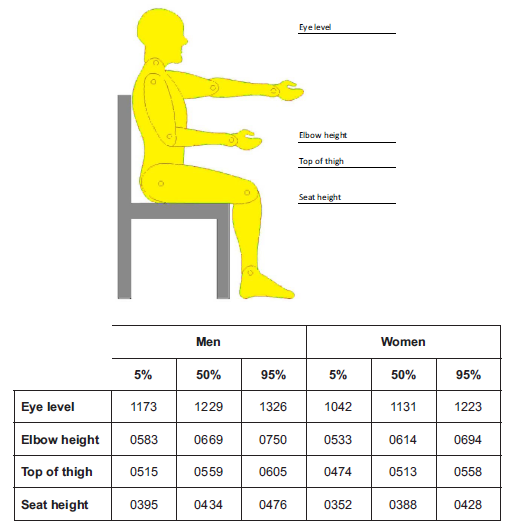 Eye level
Elbow height
Top of thigh
Seat height
Men Women
5% 50% 95% 5% 50% 95%
Eye level 1173 1229 1326 1042 1131 1223
Elbow height 0583 0669 0750 0533 0614 0694
Top of thigh 0515 0559 0605 0474 0513 0558
Seat height 0395 0434 0476 0352 0388 0428